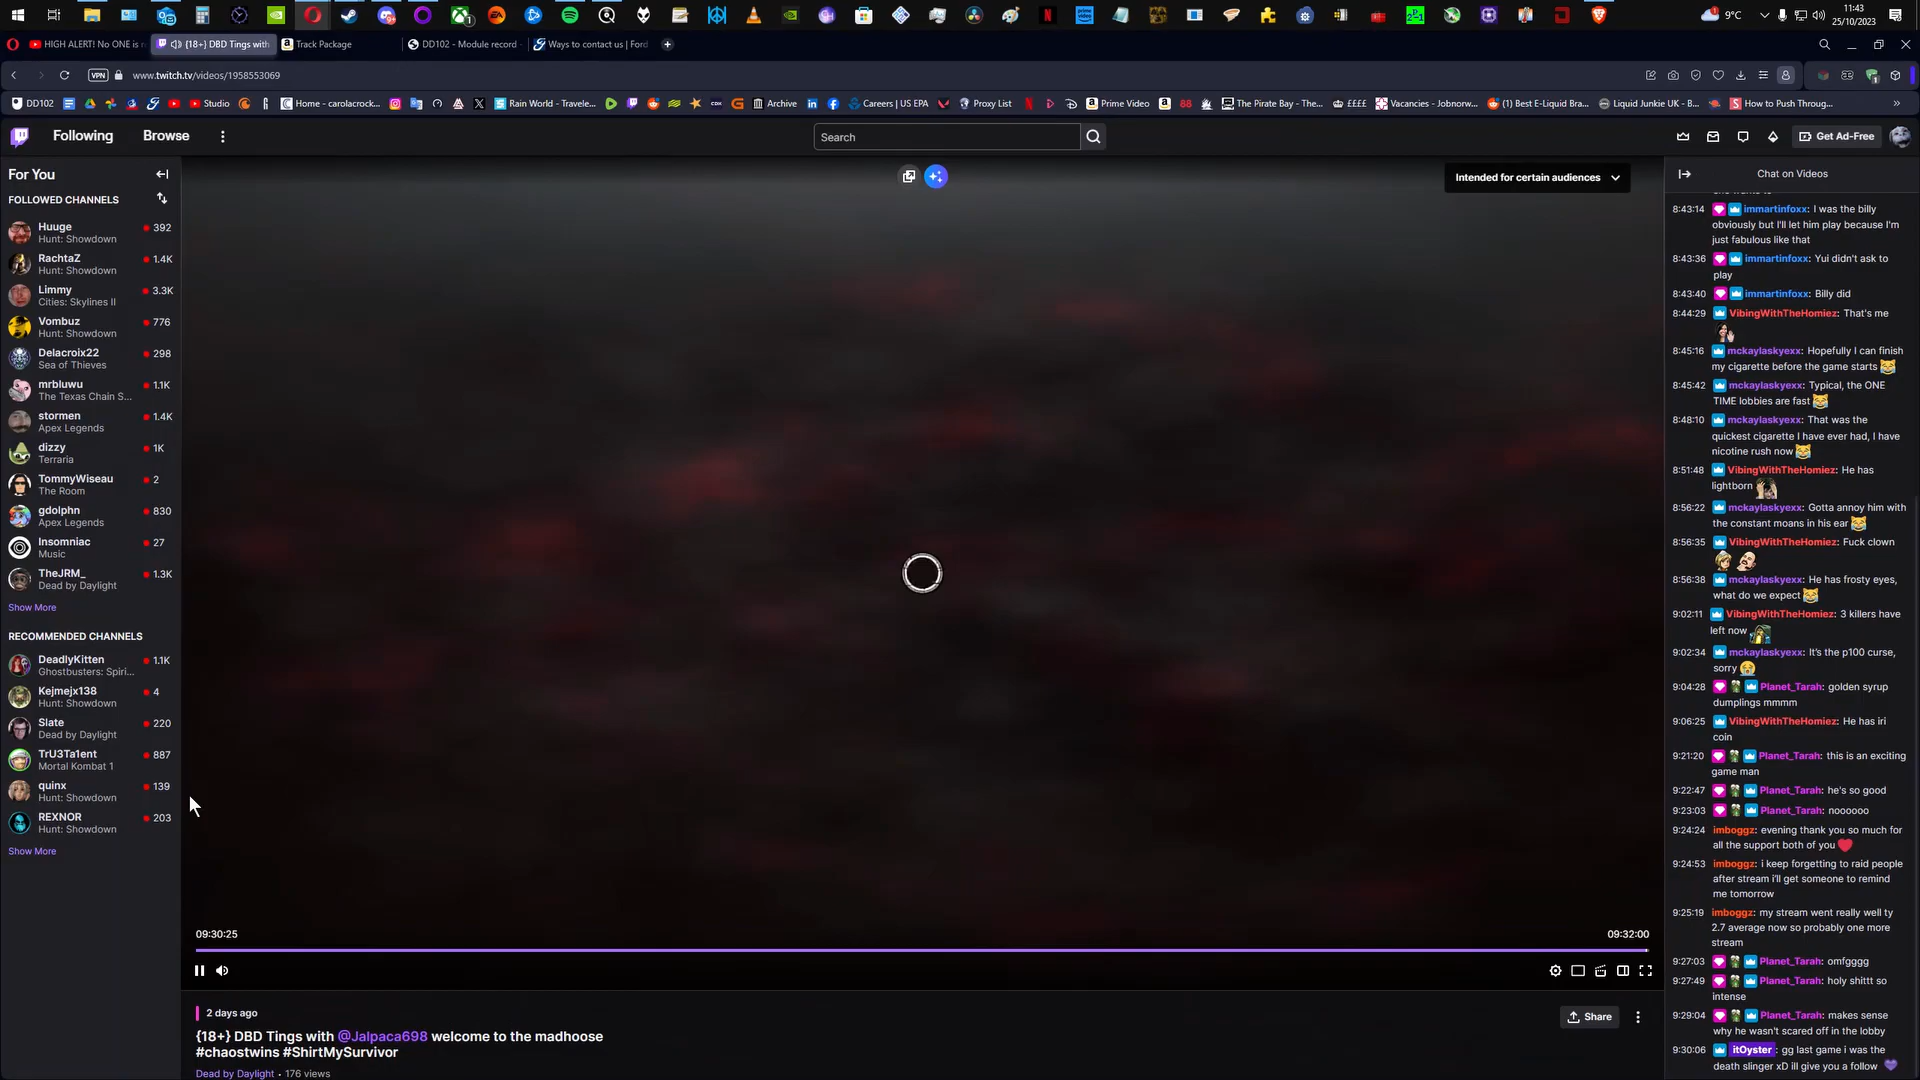 9°C
11:43
25/10/2023
HIGH ALERT! No ONE is r
{18+} DBD Tings with
Track Package
DD102 - Module record
Ways to contact us | Ford
VPN
www.twitch.tv/videos/1958553069
DD102
Studio
Home - carolacrock...
Rain World - Travele...
Archive
Careers | US EPA
Proxy List
Prime Video
88
The Pirate Bay - The...
££££
Vacancies - Jobnorw...
(1) Best E-Liquid Bra...
Liquid Junkie UK - B...
How to Push Throug...
Following
Browse
Search
Get Ad-Free
For You
FOLLOWED CHANNELS
Huuge
392
Hunt: Showdown
RachtaZ
1.4K
Hunt: Showdown
Limmy
3.3K
Cities: Skylines II
Vombuz
776
Hunt: Showdown
Delacroix22
298
Sea of Thieves
mrbluwu
1.1K
The Texas Chain S...
stormen
1.4K
Apex Legends
dizzy
1K
Terraria
TommyWiseau
2
The Room
gdolphn
830
Apex Legends
Insomniac
27
Music
TheJRM_
1.3K
Dead by Daylight
Show More
RECOMMENDED CHANNELS
DeadlyKitten
1.1K
Ghostbusters: Spiri...
Kejmejx138
4
Hunt: Showdown
Slate
220
Dead by Daylight
TrU3Ta1ent
887
Mortal Kombat 1
quinx
139
Hunt: Showdown
REXNOR
203
Hunt: Showdown
Show More
Intended for certain audiences
09:30:25
09:32:00
2 days ago
{18+} DBD Tings with @Jalpaca698 welcome to the madhoose
#chaostwins #ShirtMySurvivor
Dead by Daylight • 176 views
Share
Chat on Videos
8:43:14 immartinfoxx: I was the billy
obviously but I'll let him play because I'm
just fabulous like that
8:43:36 immartinfoxx: Yui didn't ask to
play
8:43:40 immartinfoxx: Billy did
8:44:29 VibingWithTheHomiez: That's me
8:45:16 mckaylaskyexx: Hopefully I can finish
my cigarette before the game starts
8:45:42 mckaylaskyexx: Typical, the ONE
TIME lobbies are fast
8:48:10 mckaylaskyexx: That was the
quickest cigarette I have ever had, I have
nicotine rush now
8:51:48 VibingWithTheHomiez: He has
lightborn
8:56:22 mckaylaskyexx: Gotta annoy him with
the constant moans in his ear
8:56:35 VibingWithTheHomiez: Fuck clown
8:56:38 mckaylaskyexx: He has frosty eyes,
what do we expect
9:02:11 VibingWithTheHomiez: 3 killers have
left now
9:02:34 mckaylaskyexx: It's the p100 curse,
sorry
9:04:28 Planet_Tarah: golden syrup
dumplings mmmm
9:06:25 VibingWithTheHomiez: He has iri
coin
9:21:20 Planet_Tarah: this is an exciting
game man
9:22:47 Planet_Tarah: he's so good
9:23:03 Planet_Tarah: noooooo
9:24:24 imboggz: evening thank you so much for
all the support both of you
9:24:53 imboggz: i keep forgetting to raid people
after stream i'll get someone to remind
me tomorrow
9:25:19 imboggz: my stream went really well ty
2.7 average now so probably one more
stream
9:27:03 Planet_Tarah: omfgggg
9:27:49 Planet_Tarah: holy shittt so
intense
9:29:04 Planet_Tarah: makes sense
why he wasn't scared off in the lobby
9:30:06 itOyster: gg last game i was the
death slinger xD ill give you a follow